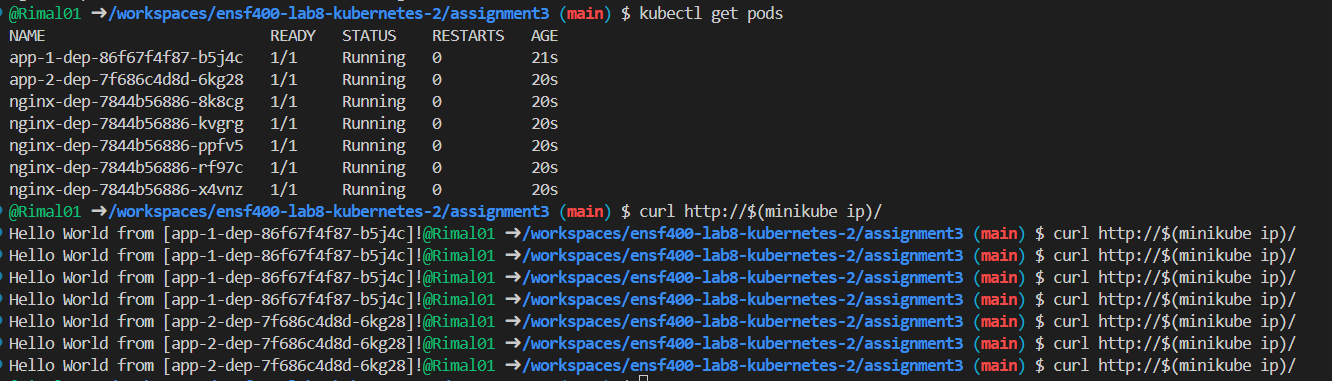 @Rimal01 ➜/workspaces/ensf400-lab8-kubernetes-2/assignment3 (main) $ kubectl get pods
NAME READY STATUS RESTARTS AGE
app-1-dep-86f67f4f87-b5j4c 1/1 Running 0 21s
app-2-dep-7f686c4d8d-6kg28 1/1 Running 0 20s
nginx-dep-7844b56886-8k8cg 1/1 Running 0 20s
nginx-dep-7844b56886-kvgrg 1/1 Running 0 20s
nginx-dep-7844b56886-ppfv5 1/1 Running 0 20s
nginx-dep-7844b56886-rf97c 1/1 Running 0 20s
nginx-dep-7844b56886-x4vnz 1/1 Running 0 20s
@Rimal01 ➜/workspaces/ensf400-lab8-kubernetes-2/assignment3 (main) $ curl http://$(minikube ip)/
Hello World from [app-1-dep-86f67f4f87-b5j4c]!@Rimal01 ➜/workspaces/ensf400-lab8-kubernetes-2/assignment3 (main) $ curl http://$(minikube ip)/
Hello World from [app-1-dep-86f67f4f87-b5j4c]!@Rimal01 ➜/workspaces/ensf400-lab8-kubernetes-2/assignment3 (main) $ curl http://$(minikube ip)/
Hello World from [app-1-dep-86f67f4f87-b5j4c]!@Rimal01 ➜/workspaces/ensf400-lab8-kubernetes-2/assignment3 (main) $ curl http://$(minikube ip)/
Hello World from [app-1-dep-86f67f4f87-b5j4c]!@Rimal01 ➜/workspaces/ensf400-lab8-kubernetes-2/assignment3 (main) $ curl http://$(minikube ip)/
Hello World from [app-2-dep-7f686c4d8d-6kg28]!@Rimal01 ➜/workspaces/ensf400-lab8-kubernetes-2/assignment3 (main) $ curl http://$(minikube ip)/
Hello World from [app-2-dep-7f686c4d8d-6kg28]!@Rimal01 ➜/workspaces/ensf400-lab8-kubernetes-2/assignment3 (main) $ curl http://$(minikube ip)/
Hello World from [app-2-dep-7f686c4d8d-6kg28]!@Rimal01 ➜/workspaces/ensf400-lab8-kubernetes-2/assignment3 (main) $ curl http://$(minikube ip)/